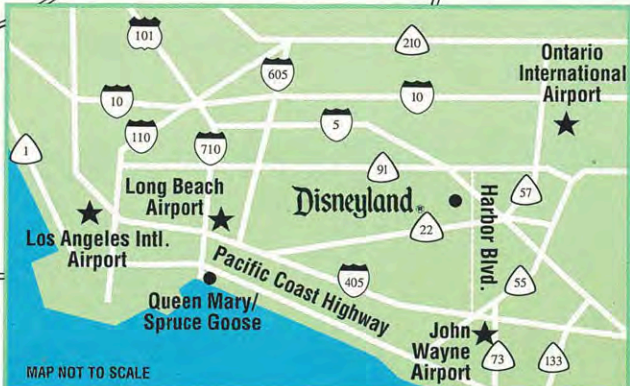 101
210
Ontario
International
Airport
605
10
10
110
710
5
1
91
Long Beach
Airport
Disneyland®
Harbor Blvd.
57
22
Los Angeles Intl.
Airport
Pacific Coast Highway
405
55
Queen Mary/
Spruce Goose
John
Wayne
Airport
73
133
MAP NOT TO SCALE